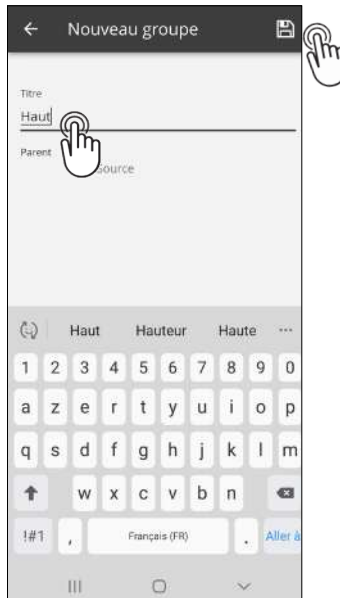 Nouveau groupe
Titre
Haut
Parent
Source
Haut Hauteur Haute ...
1 2 3 4 5 6 7 8 9 0
a z e r t y u i o p
q s d f g h j k l m
w x c v b n
!#1 , Français (FR) . Aller à